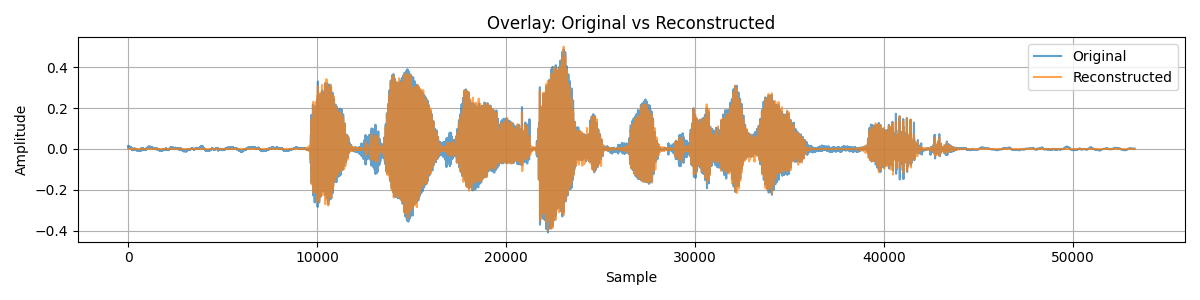 Overlay: Original vs Reconstructed
Original
Reconstructed
Amplitude
0.4
0.2
0.0
−0.2
−0.4
0 10000 20000 30000 40000 50000
Sample